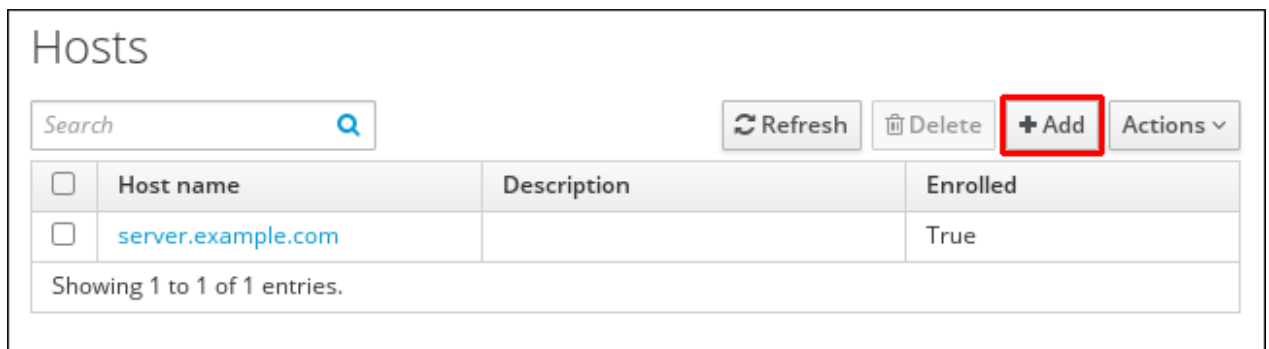 Hosts
Search Refresh Delete Add Actions
Host name Description Enrolled
server.example.com True
Showing 1 to 1 of 1 entries.